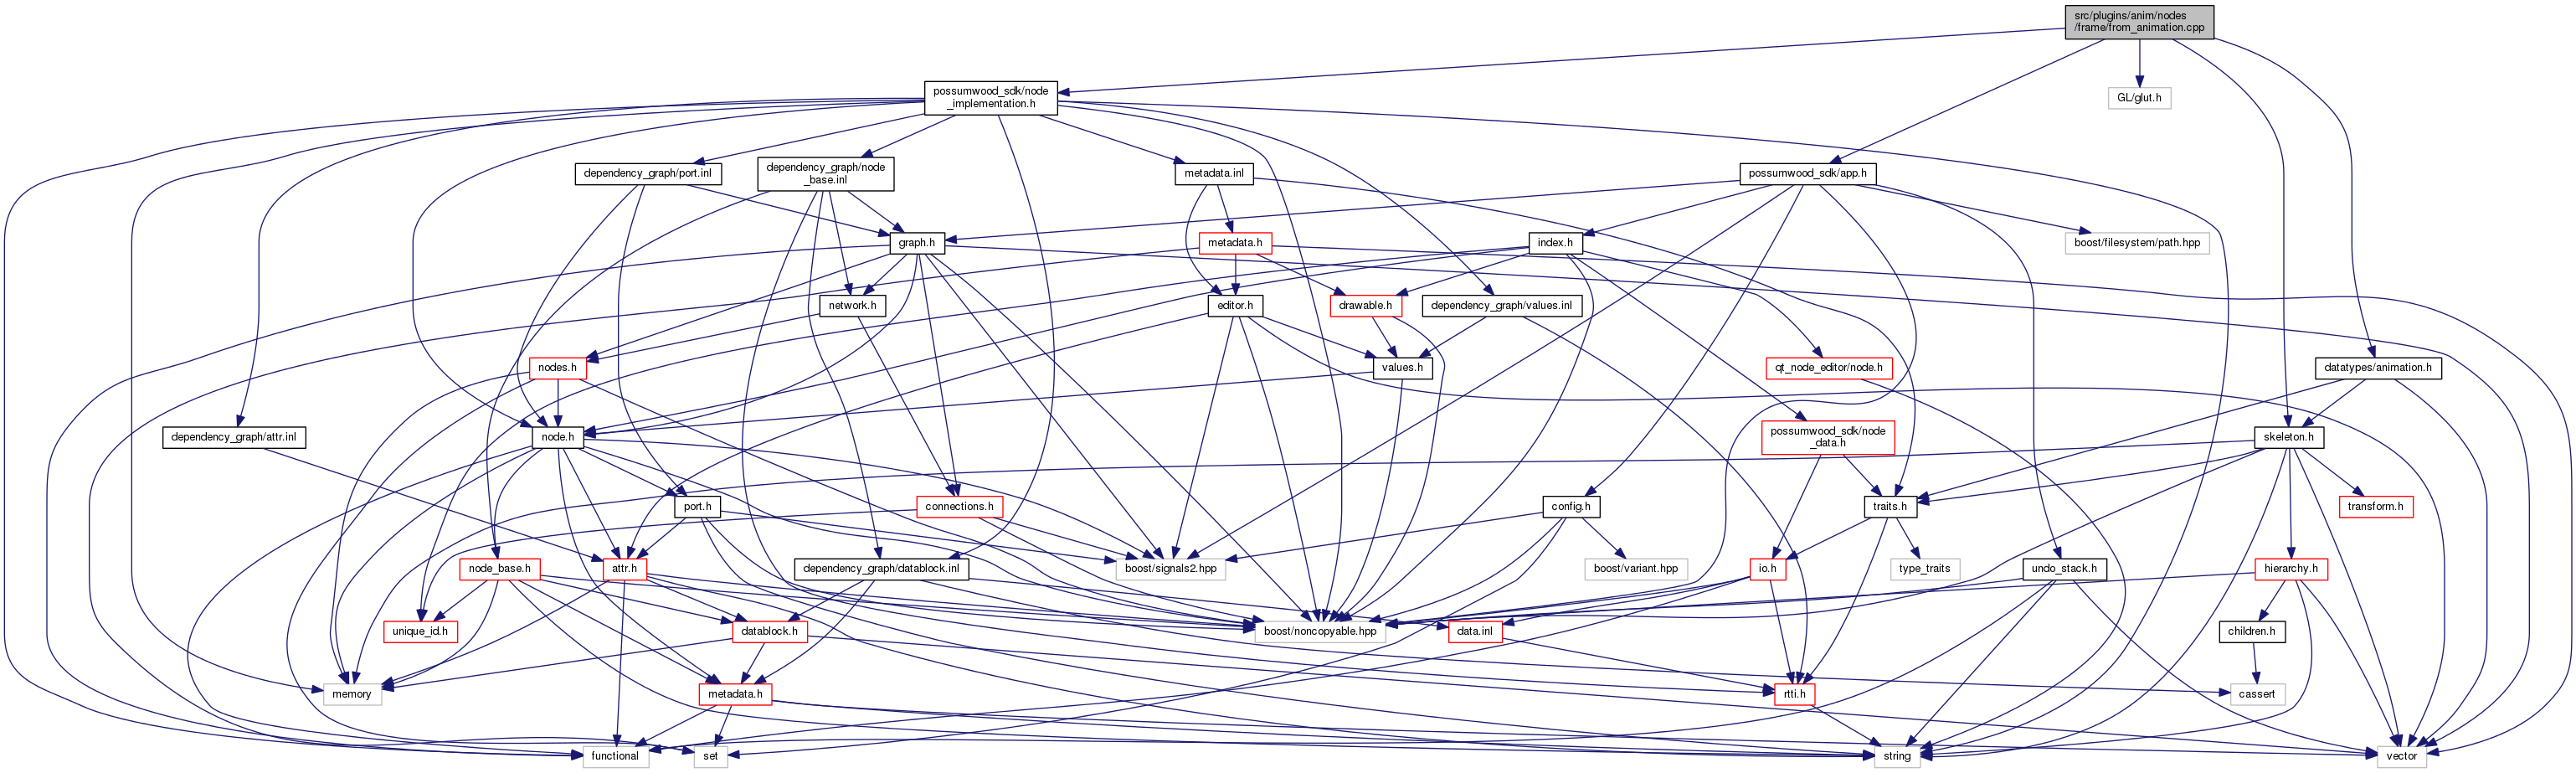 src/plugins/anim/nodes
/frame/from_animation.cpp
possumwood_sdk/node
_implementation.h
GL/glut.h
dependency_graph/port.inl
dependency_graph/node
_base.inl
metadata.inl
possumwood_sdk/app.h
graph.h
metadata.h
index.h
boost/filesystem/path.hpp
network.h
editor.h
drawable.h
dependency_graph/values.inl
nodes.h
values.h
qt_node_editor/node.h
datatypes/animation.h
dependency_graph/attr.inl
node.h
possumwood_sdk/node
_data.h
skeleton.h
port.h
connections.h
config.h
traits.h
transform.h
node_base.h
attr.h
dependency_graph/datablock.inl
boost/signals2.hpp
boost/variant.hpp
io.h
type_traits
undo_stack.h
hierarchy.h
unique_id.h
datablock.h
boost/noncopyable.hpp
data.inl
children.h
memory
metadata.h
rtti.h
cassert
functional
set
string
vector